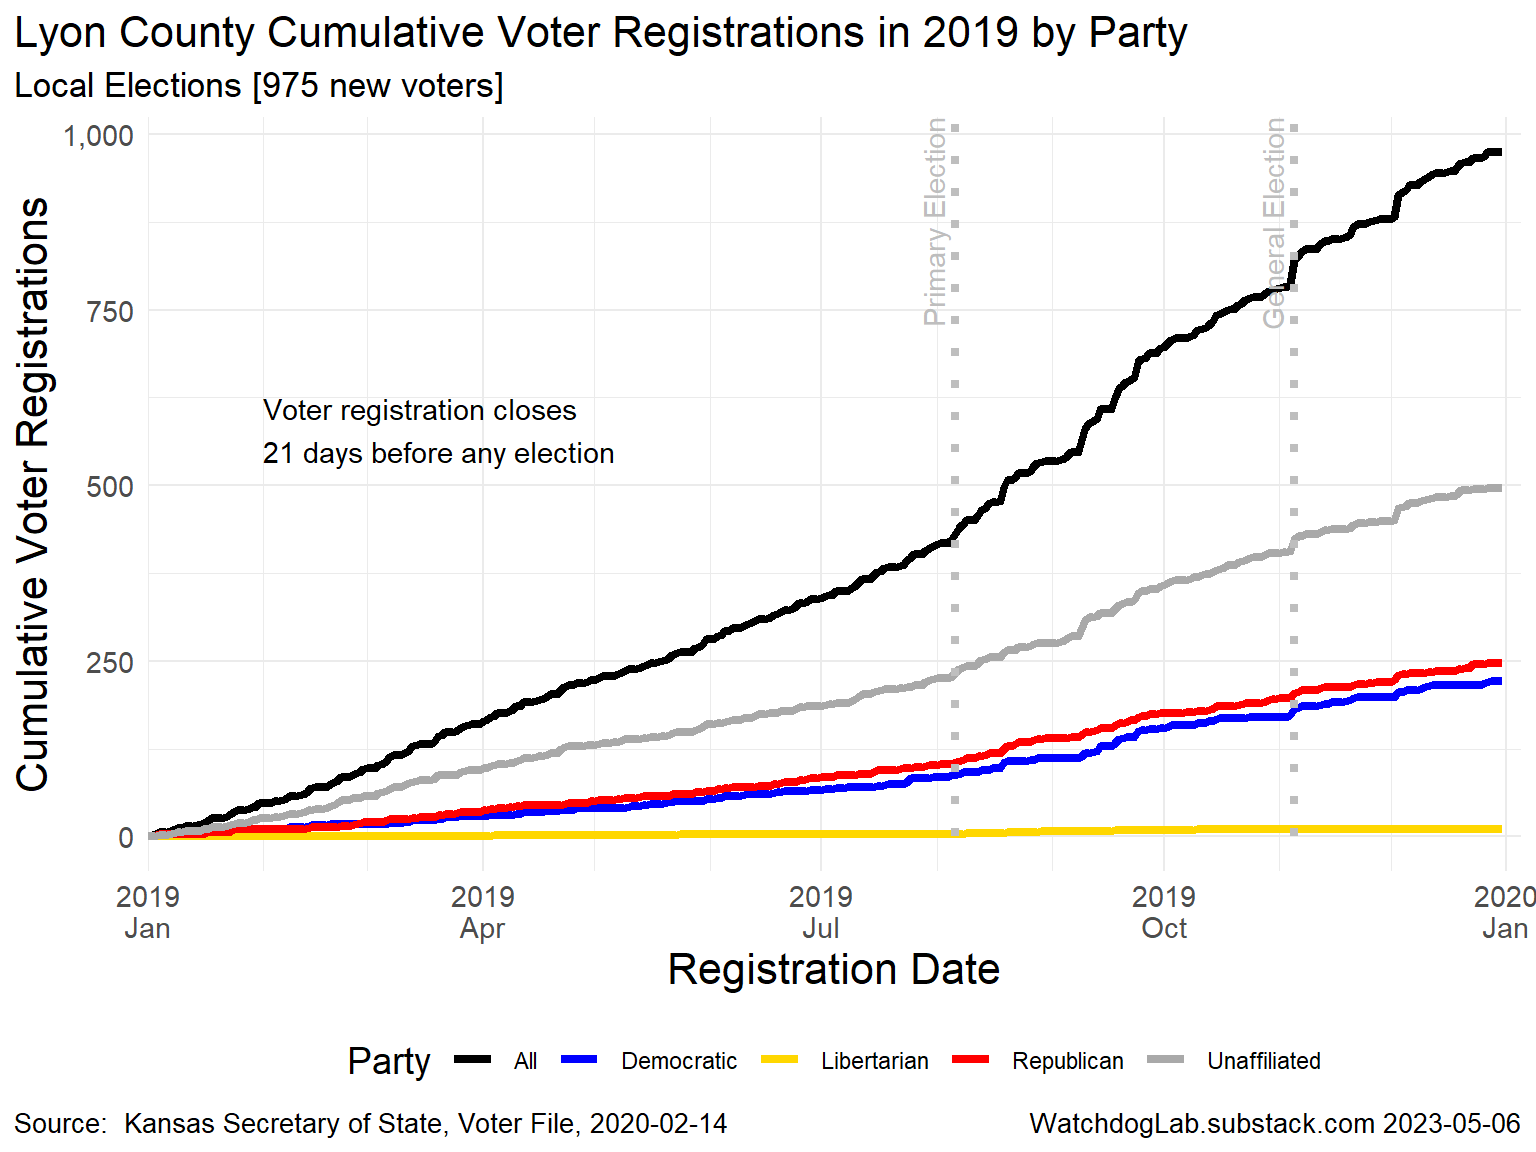 Lyon County Cumulative Voter Registrations in 2019 by Party
Local Elections [975 new voters]
Cumulative Voter Registrations
1,000
750
500
250
0
Primary Election
General Election
Voter registration closes
21 days before any election
2019
Jan
2019
Apr
2019
Jul
2019
Oct
2020
Jan
Registration Date
Party
All
Democratic
Libertarian
Republican
Unaffiliated
Source:  Kansas Secretary of State, Voter File, 2020-02-14
WatchdogLab.substack.com 2023-05-06